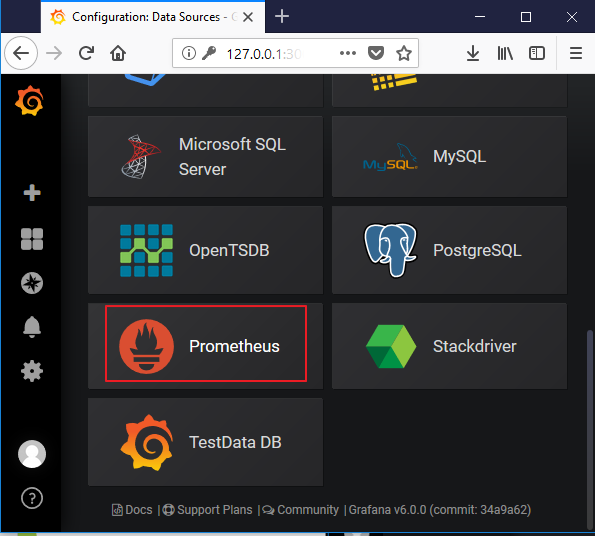 Configuration: Data Sources - G
127.0.0.1:30
Microsoft SQL
Server
MySQL
MySQL
OpenTSDB
PostgreSQL
Prometheus
Stackdriver
TestData DB
Docs | Support Plans | Community | Grafana v6.0.0 (commit: 34a9a62)